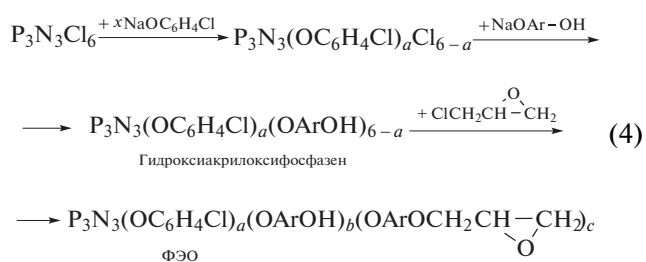 P₃N₃Cl₆ + xNaOC₆H₄Cl → P₃N₃(OC₆H₄Cl)ₐCl₆₋ₐ +NaOAr–OH →
O
→ P₃N₃(OC₆H₄Cl)ₐ(OArOH)₆₋ₐ + ClCH₂CH–CH₂ → (4)
Гидроксиакрилоксифосфазен
→ P₃N₃(OC₆H₄Cl)ₐ(OArOH)b(OArOCH₂CH–CH₂)c
O
ФЭО